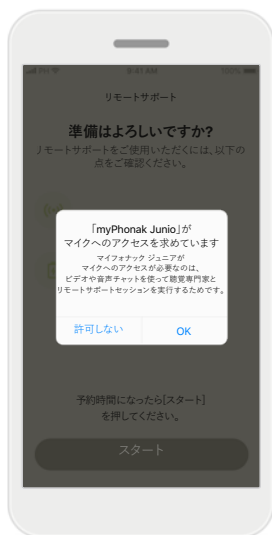 9:41 AM
100%
リモートサポート
準備はよろしいですか?
リモートサポートをご使用いただくには、以下の
点をご確認ください。
「myPhonak Junio」が
マイクへのアクセスを求めています
マイフォナック ジュニアが
マイクへのアクセスが必要なのは、
ビデオや音声チャットを使って聴覚専門家と
リモートサポートセッションを実行するためです。
許可しない
OK
予約時間になったら[スタート]
を押してください。
スタート